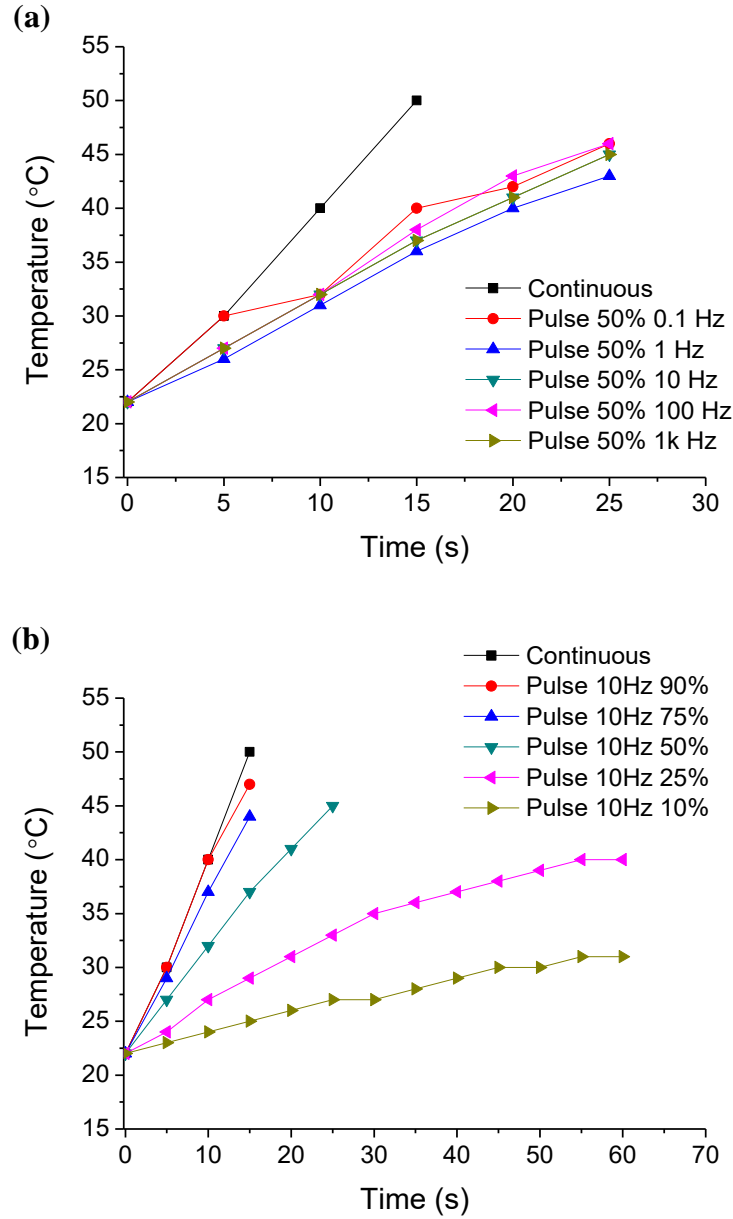 (a)
55
50
45
40
35
30
25
20
15
0 5 10 15 20 25 30
Temperature (°C)
Time (s)
Continuous
Pulse 50% 0.1 Hz
Pulse 50% 1 Hz
Pulse 50% 10 Hz
Pulse 50% 100 Hz
Pulse 50% 1k Hz
(b)
Continuous
Pulse 10Hz 90%
Pulse 10Hz 75%
Pulse 10Hz 50%
Pulse 10Hz 25%
Pulse 10Hz 10%
55
50
45
40
35
30
25
20
15
0 10 20 30 40 50 60 70
Temperature (°C)
Time (s)